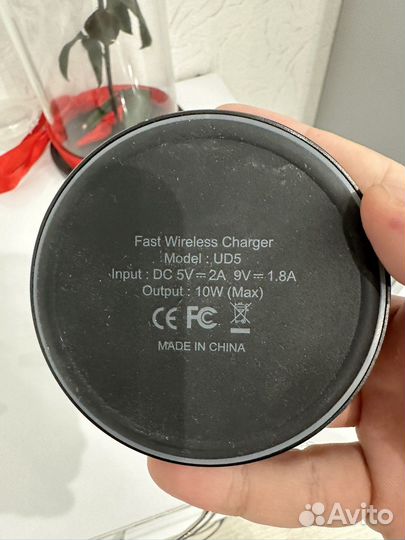 Fast Wireless Charger
Model : UD5
Input : DC 5V⎓2A 9V⎓1.8A
Output : 10W (Max)
CE FC
MADE IN CHINA
Avito